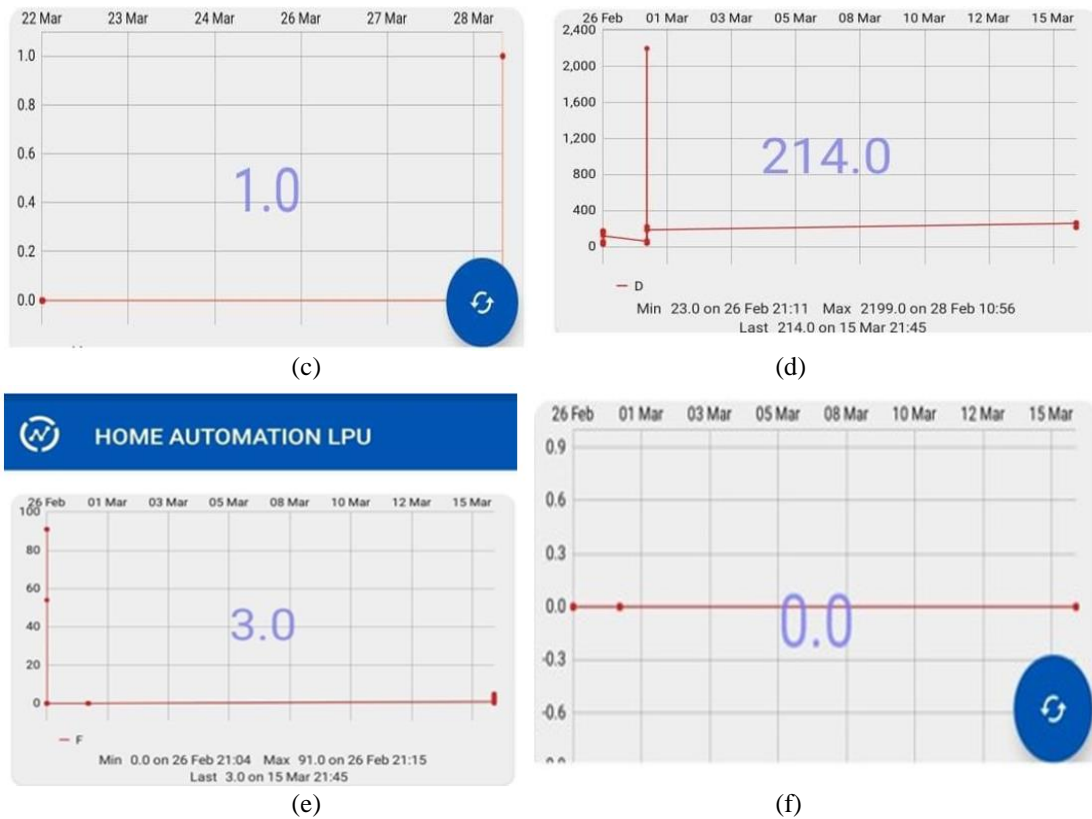 22 Mar 23 Mar 24 Mar 26 Mar 27 Mar 28 Mar
1.0
0.8
0.6
0.4
0.2
0.0
1.0
(c)
26 Feb 01 Mar 03 Mar 05 Mar 08 Mar 10 Mar 12 Mar 15 Mar
2,400
2,000
1,600
1,200
800
400
0
214.0
D
Min 23.0 on 26 Feb 21:11 Max 2199.0 on 28 Feb 10:56
Last 214.0 on 15 Mar 21:45
(d)
HOME AUTOMATION LPU
26 Feb 01 Mar 03 Mar 05 Mar 08 Mar 10 Mar 12 Mar 15 Mar
100
80
60
40
20
0
3.0
F
Min 0.0 on 26 Feb 21:04 Max 91.0 on 26 Feb 21:15
Last 3.0 on 15 Mar 21:45
(e)
26 Feb 01 Mar 03 Mar 05 Mar 08 Mar 10 Mar 12 Mar 15 Mar
0.9
0.6
0.3
0.0
-0.3
-0.6
0.0
(f)